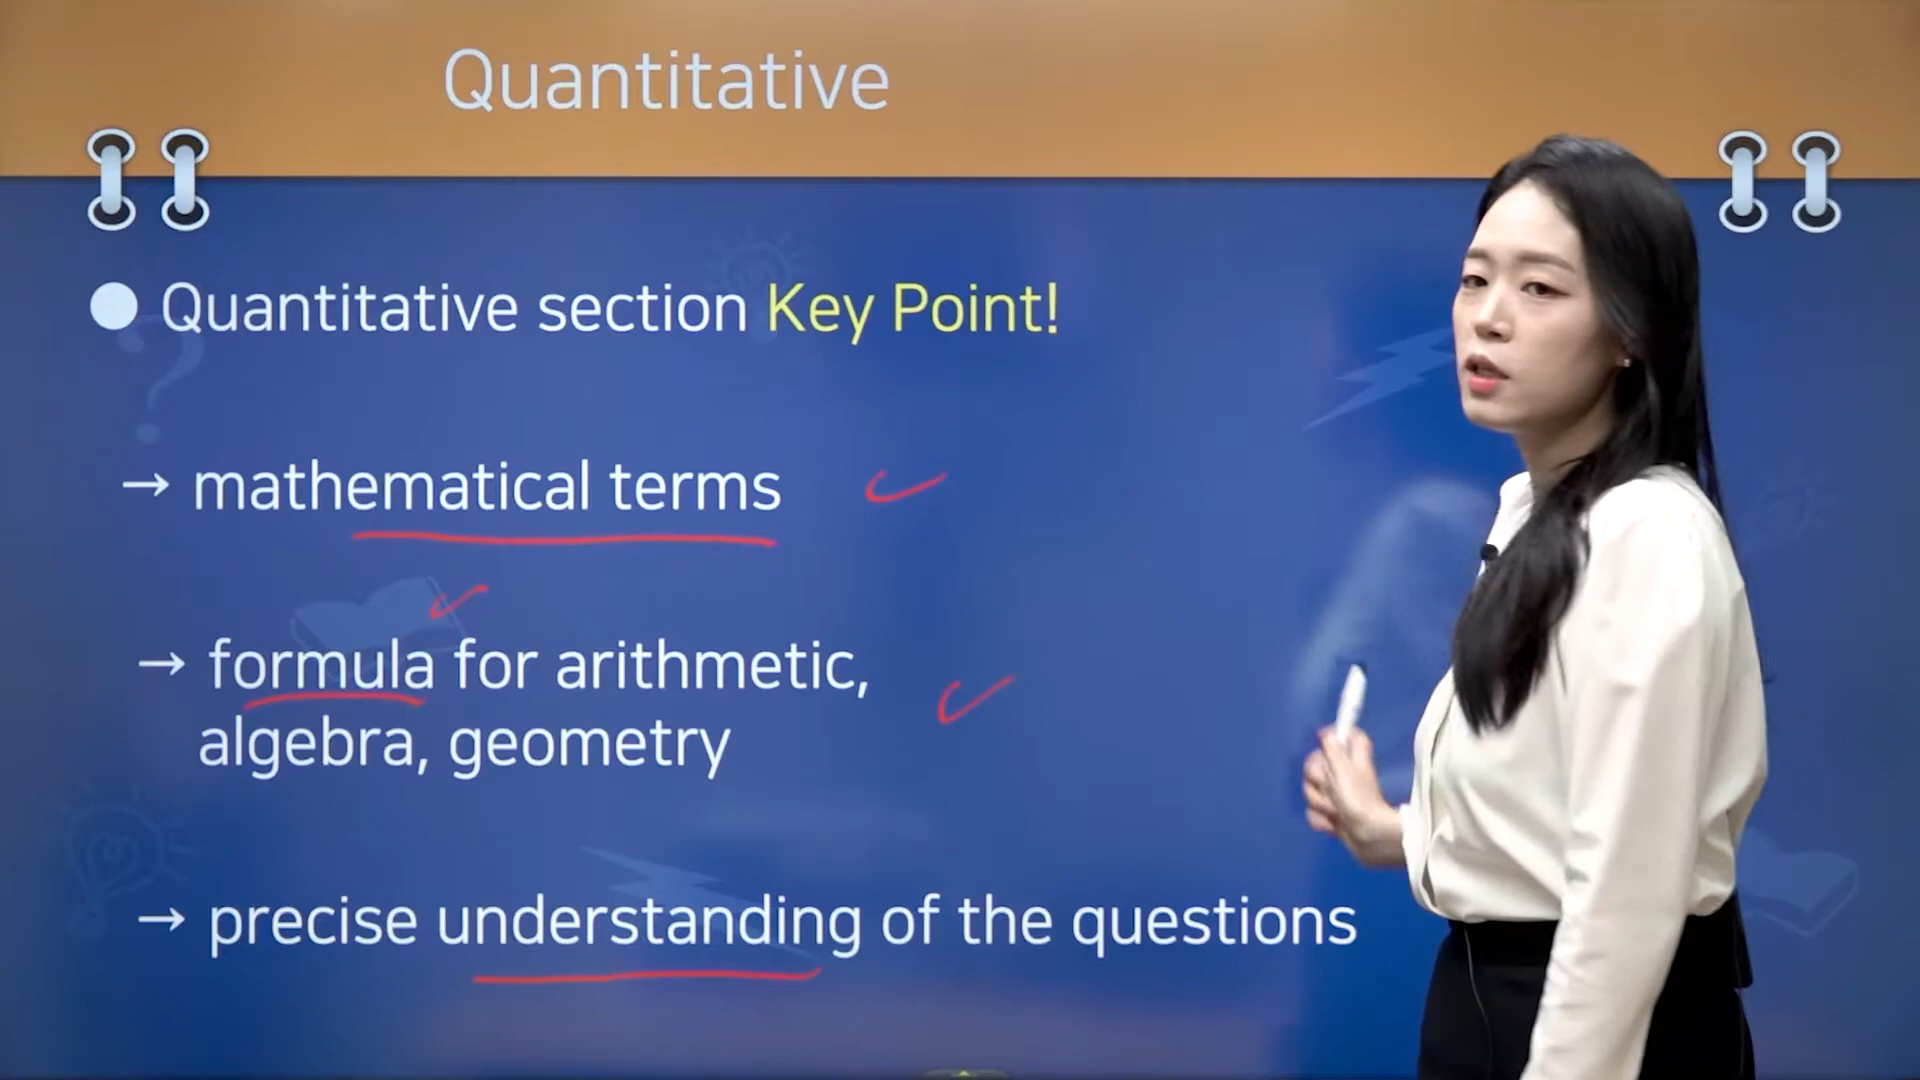 Quantitative
Quantitative section Key Point!
→ mathematical terms
→ formula for arithmetic,
algebra, geometry
→ precise understanding of the questions